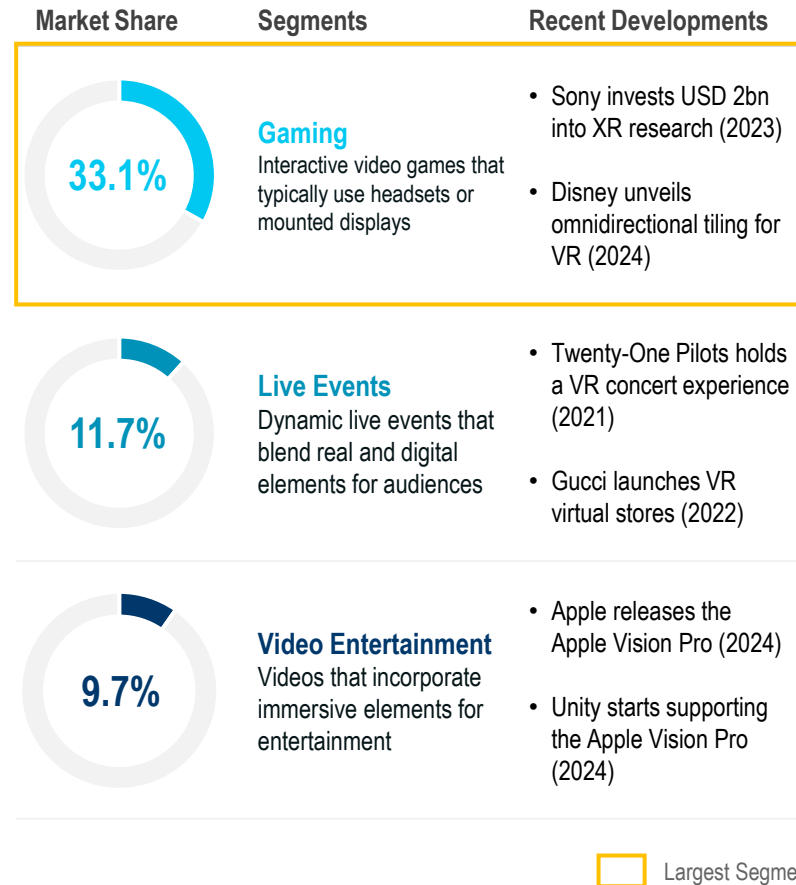 Market Share
Segments
Recent Developments
33.1%
Gaming
Interactive video games that
typically use headsets or
mounted displays
• Sony invests USD 2bn
into XR research (2023)
• Disney unveils
omnidirectional tiling for
VR (2024)
11.7%
Live Events
Dynamic live events that
blend real and digital
elements for audiences
• Twenty-One Pilots holds
a VR concert experience
(2021)
• Gucci launches VR
virtual stores (2022)
9.7%
Video Entertainment
Videos that incorporate
immersive elements for
entertainment
• Apple releases the
Apple Vision Pro (2024)
• Unity starts supporting
the Apple Vision Pro
(2024)
Largest Segme